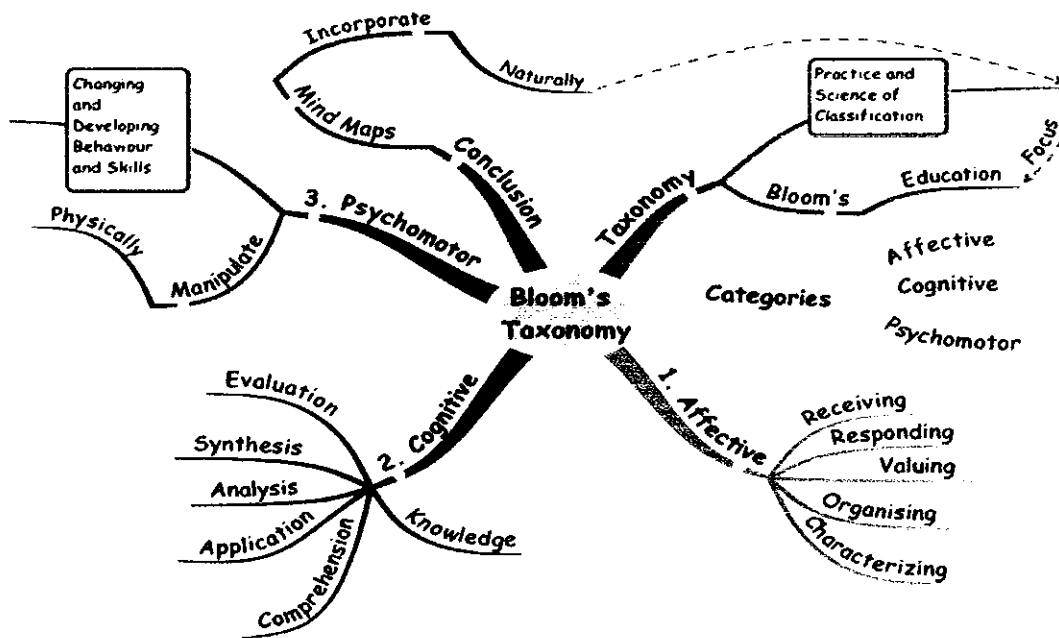 Bloom's
Taxonomy
Taxonomy
Practice and
Science of
Classification
Bloom's
Education
Focus
Categories
Affective
Cognitive
Psychomotor
1. Affective
Receiving
Responding
Valuing
Organising
Characterizing
2. Cognitive
Knowledge
Comprehension
Application
Analysis
Synthesis
Evaluation
3. Psychomotor
Manipulate
Physically
Changing
and
Developing
Behaviour
and Skills
Conclusion
Mind Maps
Incorporate
Naturally